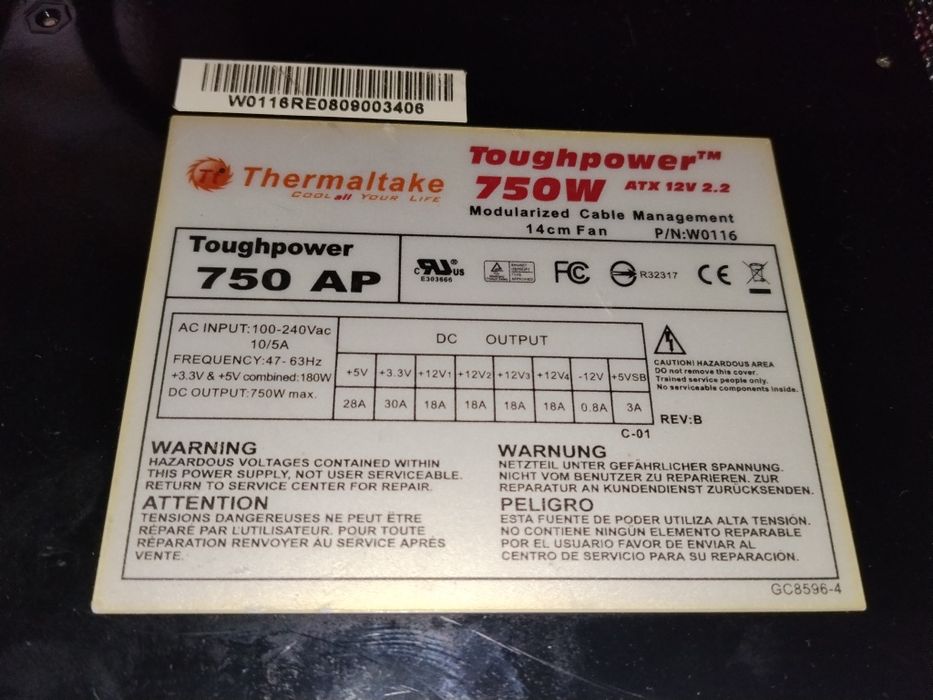 W0116RE0809003406
Thermaltake
COOL all YOUR LIFE
Toughpower™
750W ATX 12V 2.2
Modularized Cable Management
14cm Fan P/N:W0116
Toughpower
750 AP
c RU® US
E303666
FC
R32317
CE
AC INPUT:100-240Vac
10/5A
FREQUENCY:47- 63Hz
+3.3V & +5V combined:180W
DC OUTPUT:750W max.
DC OUTPUT
+5V +3.3V +12V1 +12V2 +12V3 +12V4 -12V +5VSB
28A 30A 18A 18A 18A 18A 0.8A 3A
C-01
CAUTION! HAZARDOUS AREA
DO not remove this cover.
Trained service people only.
No serviceable components inside.
REV:B
WARNING
HAZARDOUS VOLTAGES CONTAINED WITHIN
THIS POWER SEPALY, NOT USER SERVICEABLE.
RETURN TO SERVICE CENTER FOR REPAIR.
ATTENTION
TENSIONS DANGEREUSES NE PEUT ËTRE
RÉPARÉ PAR L'UTILISATEUR. POUR TOUTE
RÉPARATION RENVOYER AU SERVICE APRÈS
VENTE.
WARNUNG
NETZTEIL UNTER GEFÄHRLICHER SPANNUNG.
NICHT VOM BENUTZER ZU REPARIEREN. ZUR
REPARATUR AN KUNDENDIENST ZURÜCKSENDEN.
PELIGRO
ESTA FUENTE DE PODER UTILIZA ALTA TENSIÓN.
NO CONTIENE NINGÚN ELEMENTO REPARABLE
POR EL USUARIO FAVOR DE ENVIAR AL
CENTRO DE SERVICIO PARA SU REPARACIÓN.
GC8596-4